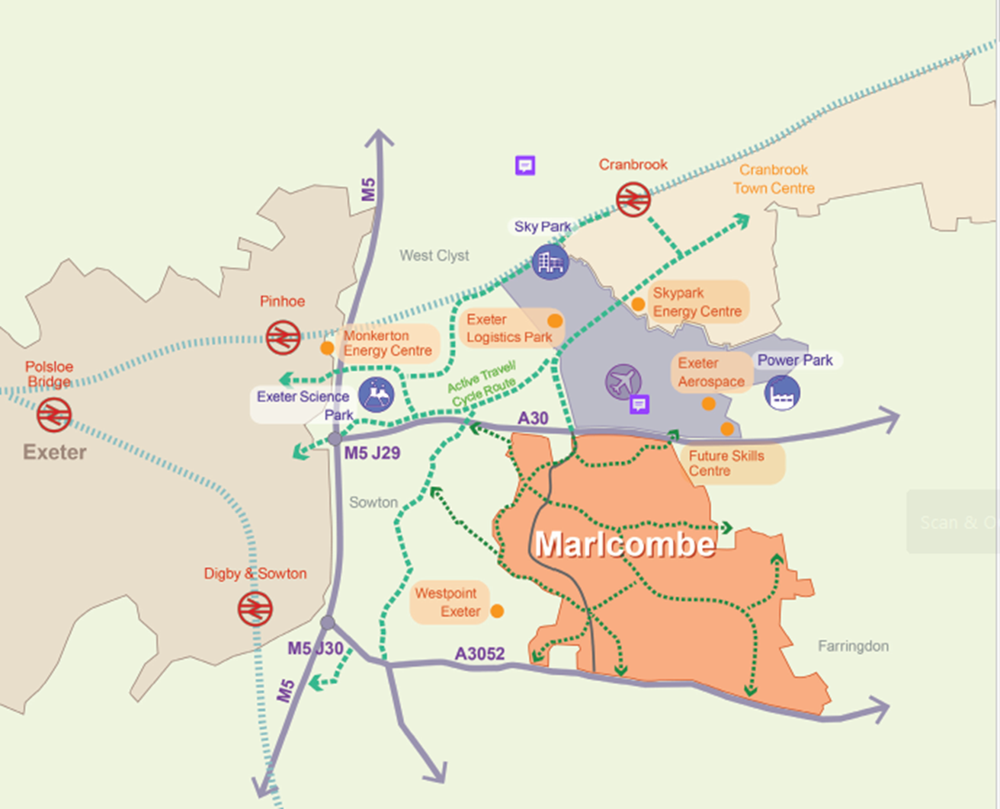 Cranbrook
Cranbrook
Town Centre
M5
Sky Park
West Clyst
Pinhoe
Skypark
Energy Centre
Exeter
Logistics Park
Monkerton
Energy Centre
Polsloe
Bridge
Exeter
Aerospace
Power Park
Active Travel/
Cycle Route
Exeter Science
Park
A30
Exeter
M5 J29
Future Skills
Centre
Sowton
Scan & O
Marlcombe
Digby & Sowton
Westpoint
Exeter
M5 J30
A3052
Farringdon
M5